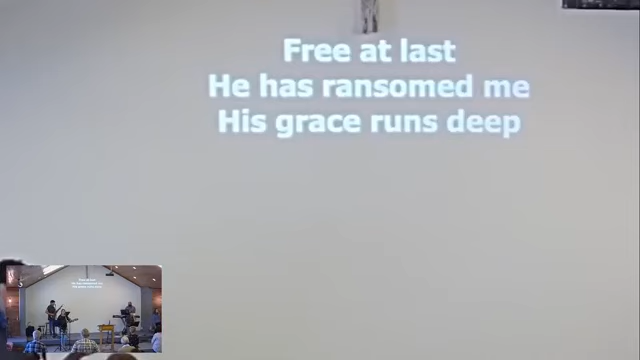 Free at last
He has ransomed me
His grace runs deep